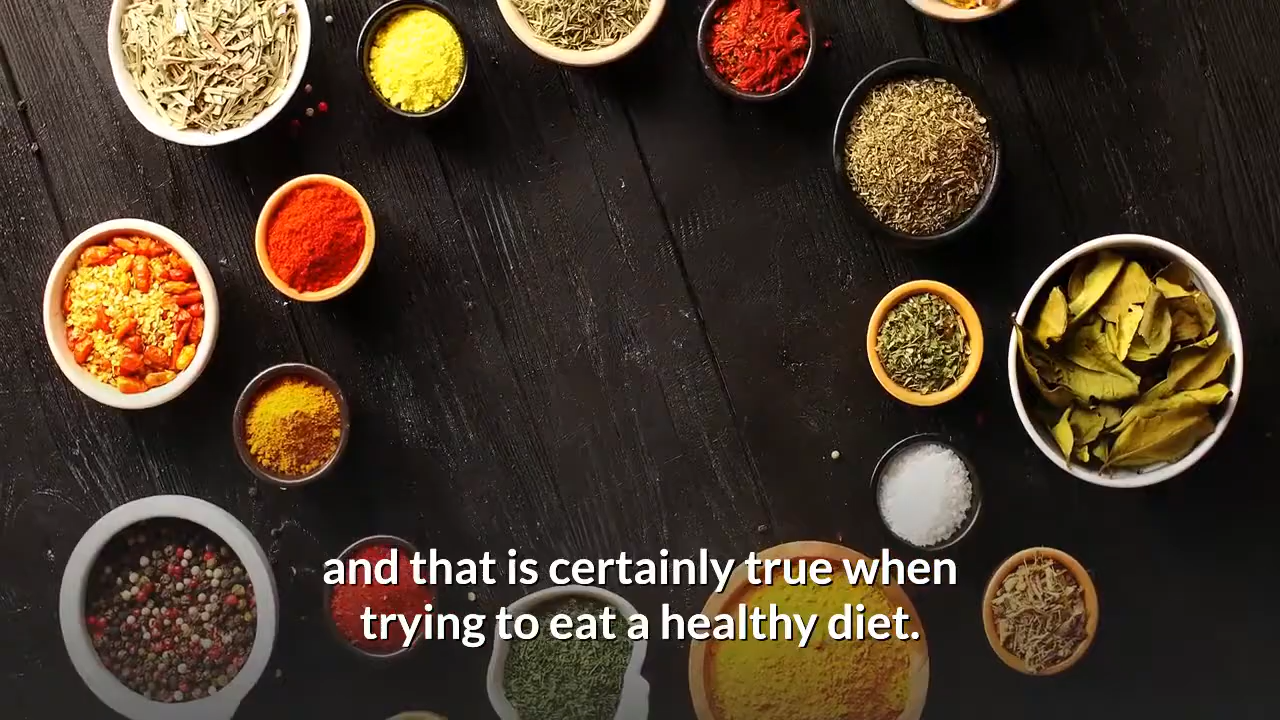 and that is certainly true when
trying to eat a healthy diet.